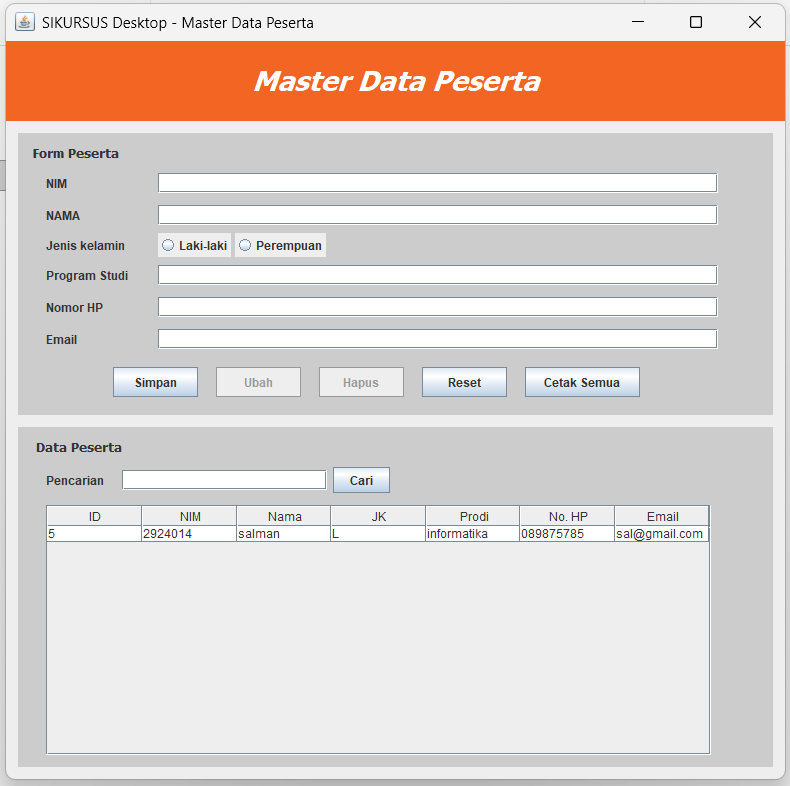 SIKURSUS Desktop - Master Data Peserta
Master Data Peserta
Form Peserta
NIM
NAMA
Jenis kelamin Laki-laki Perempuan
Program Studi
Nomor HP
Email
Simpan Ubah Hapus Reset Cetak Semua
Data Peserta
Pencarian Cari
ID NIM Nama JK Prodi No. HP Email
5 2924014 salman L informatika 089875785 sal@gmail.com